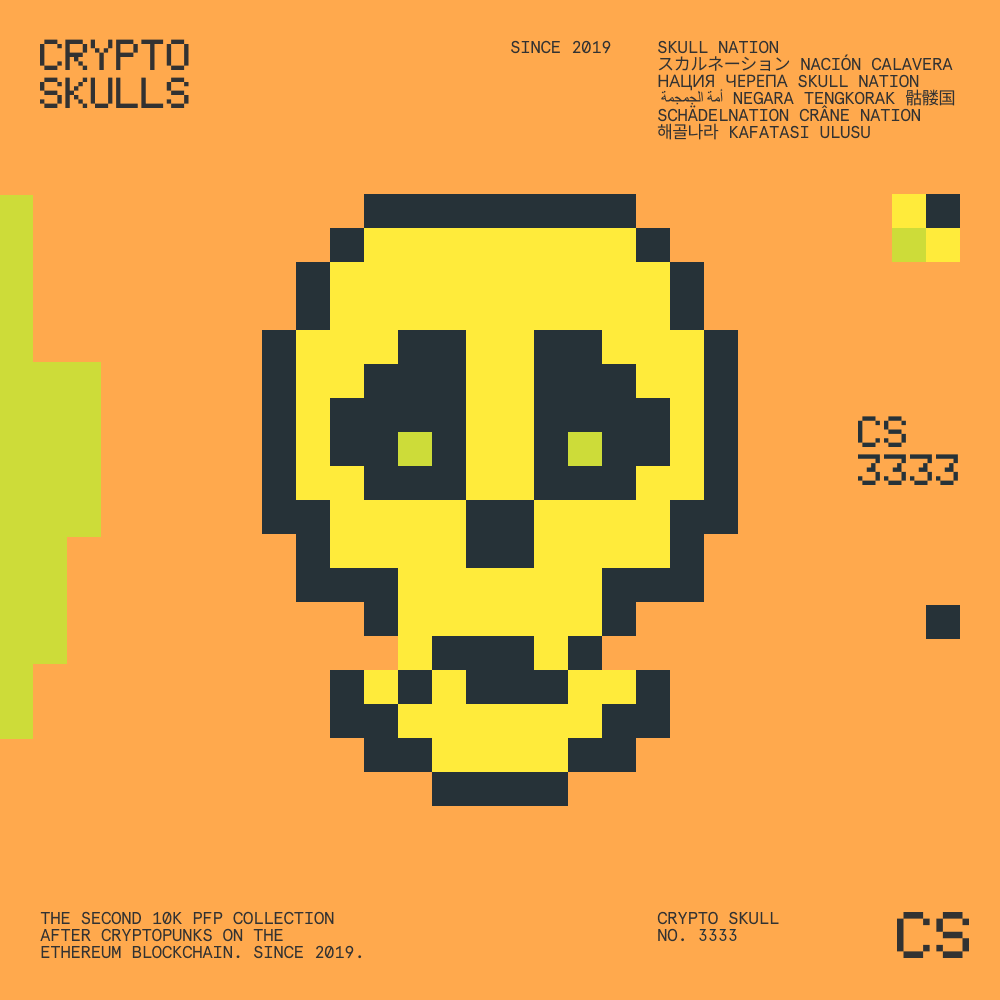 CRYPTO
SKULLS
SINCE 2019
SKULL NATION
スカルネーション NACIÓN CALAVERA
НАЦИЯ ЧЕРЕПА SKULL NATION
أمة الجمجمة NEGARA TENGKORAK 骷髅国
SCHÄDELNATION CRÂNE NATION
해골나라 KAFATASI ULUSU
CS
3333
THE SECOND 10K PFP COLLECTION
AFTER CRYPTOPUNKS ON THE
ETHEREUM BLOCKCHAIN. SINCE 2019.
CRYPTO SKULL
NO. 3333
CS